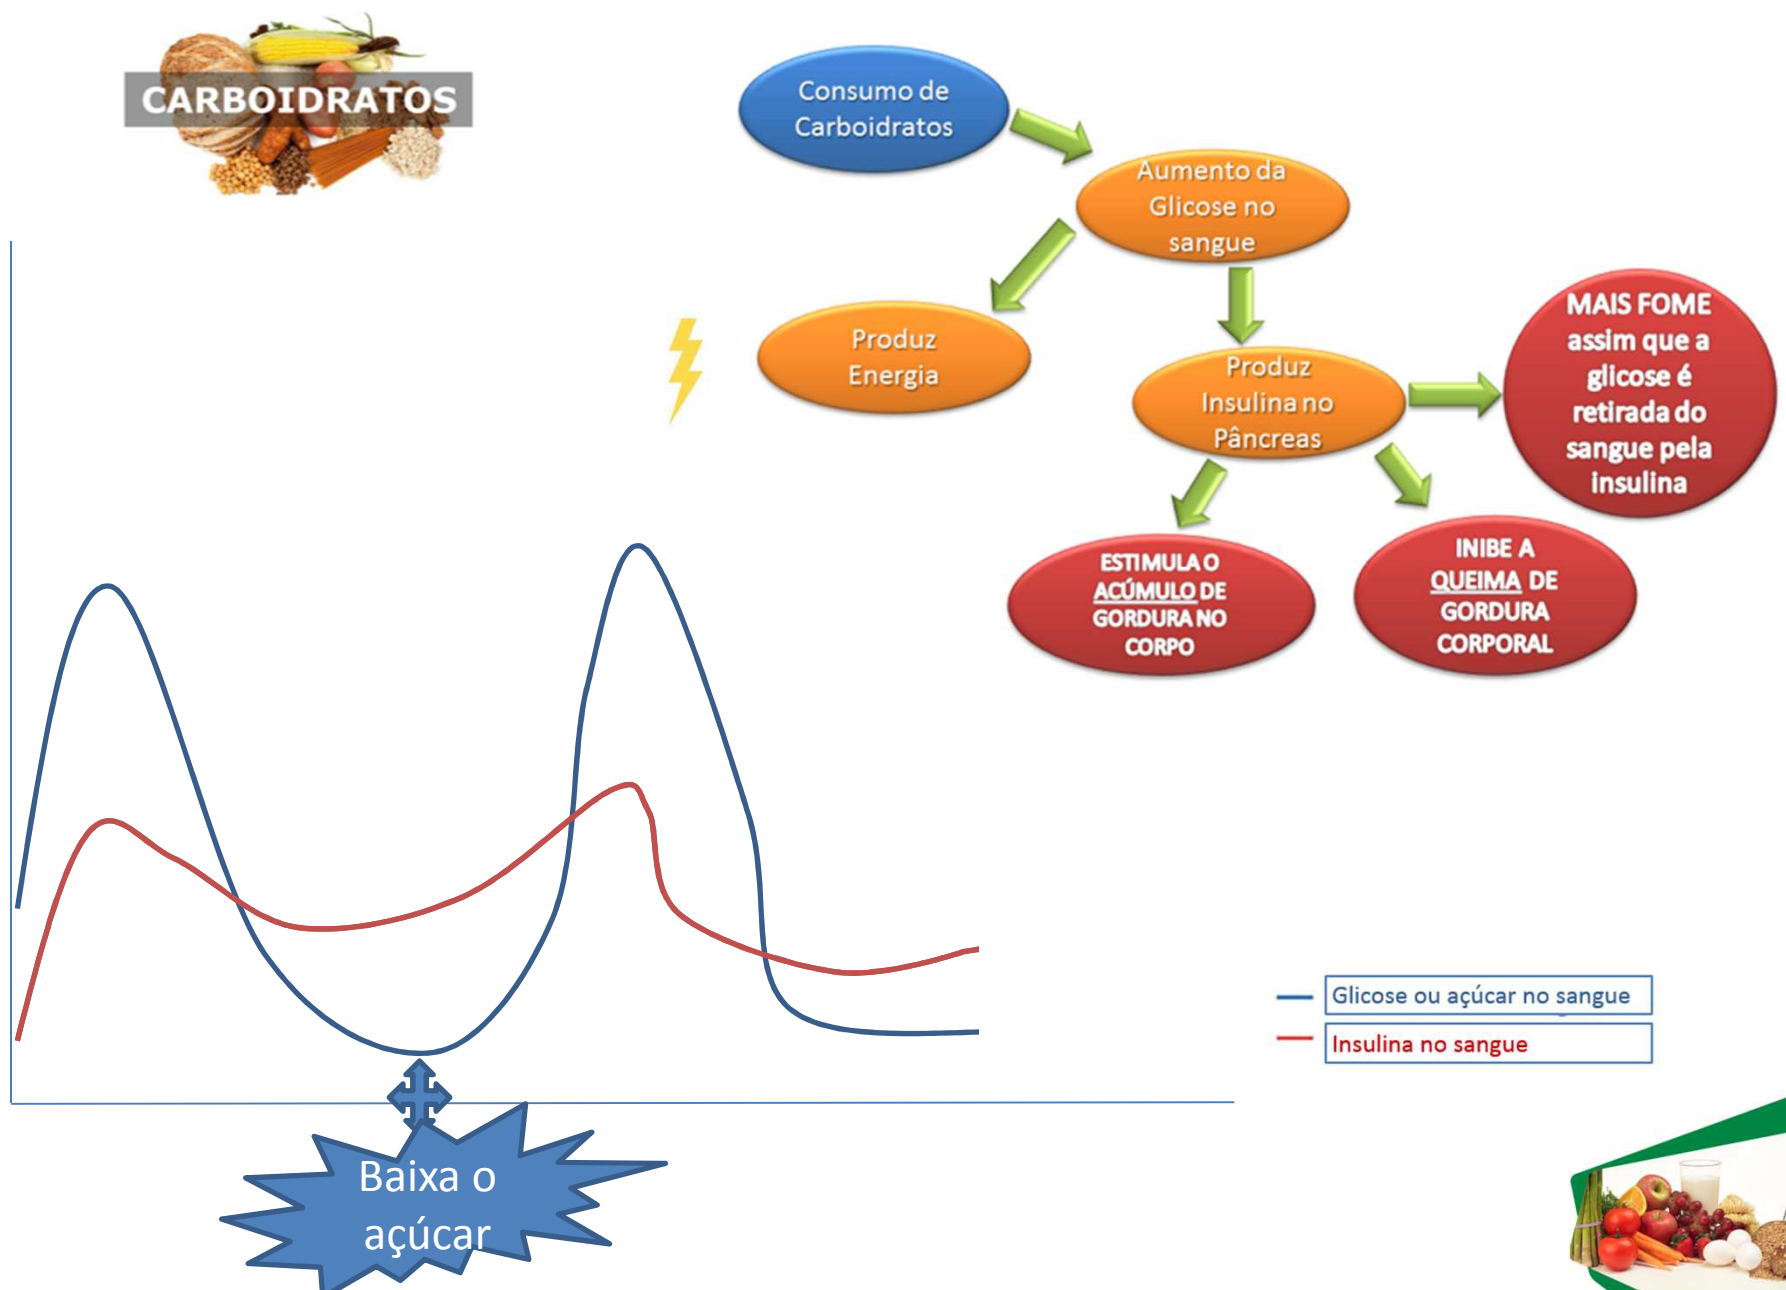 CARBOIDRATOS
Consumo de
Carboidratos
Aumento da
Glicose no
sangue
Produz
Energia
Produz
Insulina no
Pâncreas
MAIS FOME
assim que a
glicose é
retirada do
sangue pela
insulina
ESTIMULA O
ACÚMULO DE
GORDURA NO
CORPO
INIBE A
QUEIMA DE
GORDURA
CORPORAL
Glicose ou açúcar no sangue
Insulina no sangue
Baixa o
açúcar